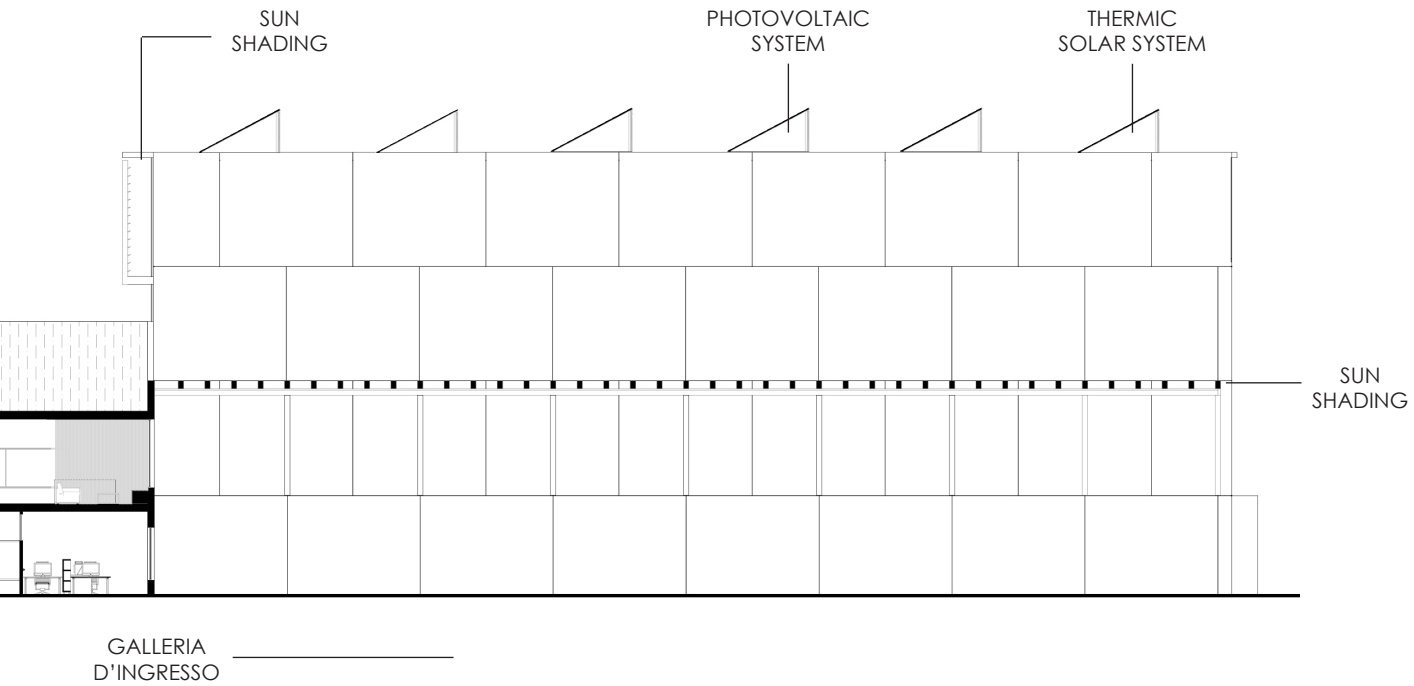 SUN
SHADING
PHOTOVOLTAIC
SYSTEM
THERMIC
SOLAR SYSTEM
SUN
SHADING
GALLERIA
D'INGRESSO